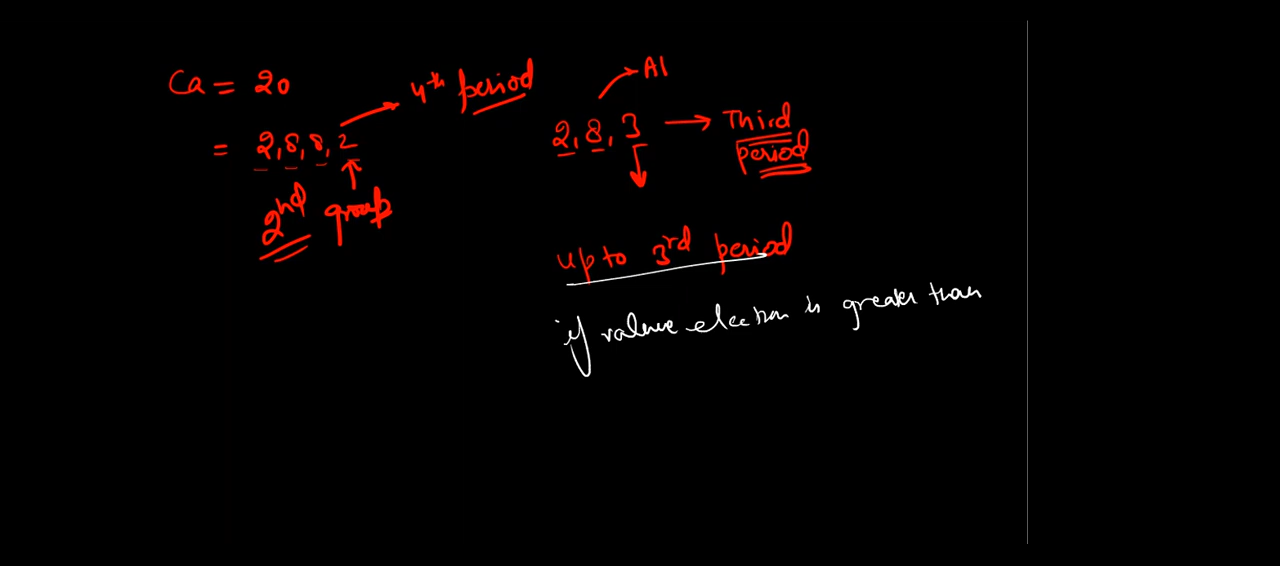 Ca = 20
= 2, 8, 8, 2
4th period
2nd group
Al
2, 8, 3 → Third period
up to 3rd period
if valence electron is greater than